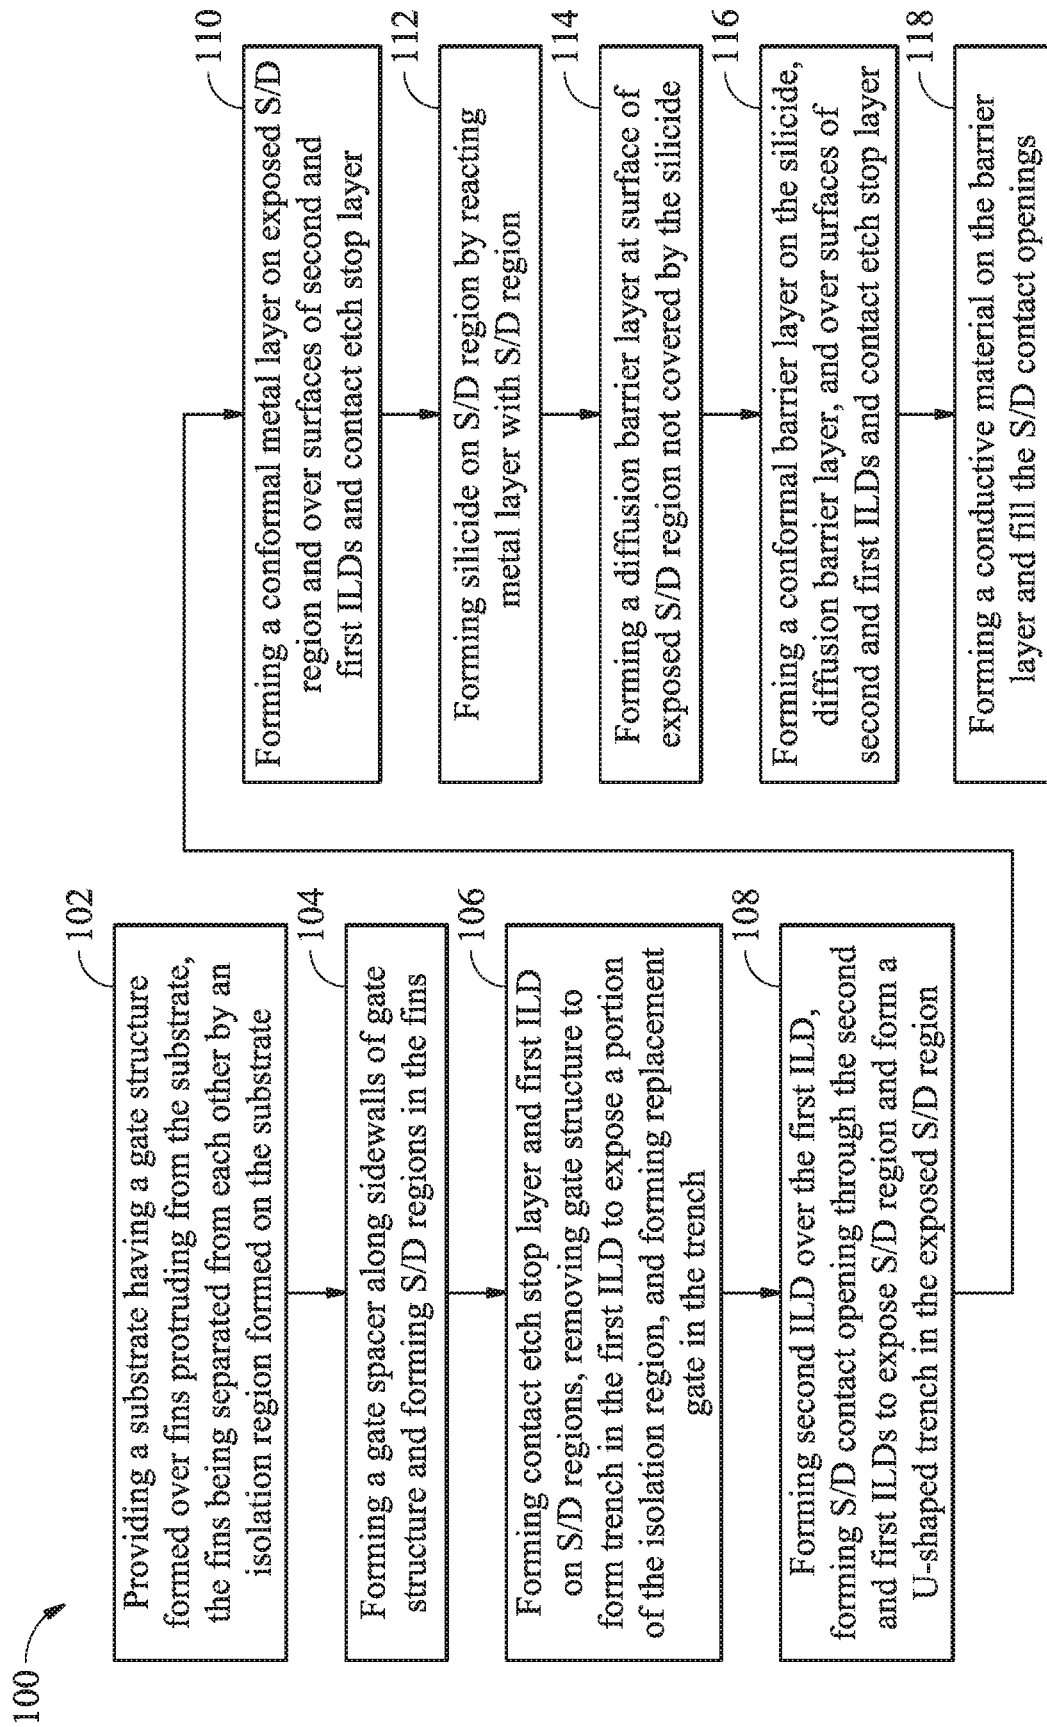 100
102
Providing a substrate having a gate structure
formed over fins protruding from the substrate,
the fins being separated from each other by an
isolation region formed on the substrate
104
Forming a gate spacer along sidewalls of gate
structure and forming S/D regions in the fins
106
Forming contact etch stop layer and first ILD
on S/D regions, removing gate structure to
form trench in the first ILD to expose a portion
of the isolation region, and forming replacement
gate in the trench
108
Forming second ILD over the first ILD,
forming S/D contact opening through the second
and first ILDs to expose S/D region and form a
U-shaped trench in the exposed S/D region
110
Forming a conformal metal layer on exposed S/D
region and over surfaces of second and
first ILDs and contact etch stop layer
112
Forming silicide on S/D region by reacting
metal layer with S/D region
114
Forming a diffusion barrier layer at surface of
exposed S/D region not covered by the silicide
116
Forming a conformal barrier layer on the silicide,
diffusion barrier layer, and over surfaces of
second and first ILDs and contact etch stop layer
118
Forming a conductive material on the barrier
layer and fill the S/D contact openings